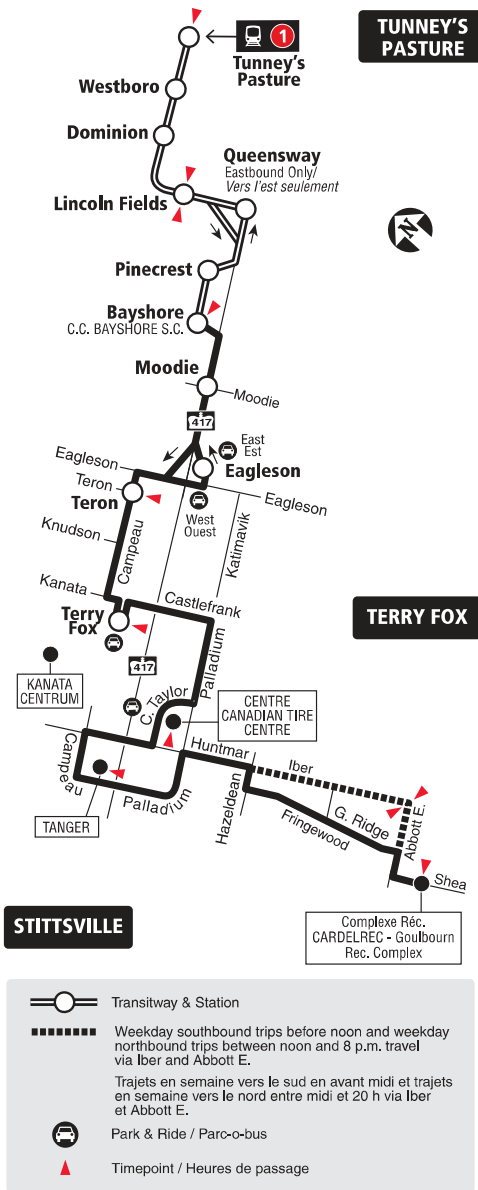 TUNNEY'S
PASTURE
1
Tunney's
Pasture
Westboro
Dominion
Queensway
Eastbound Only/
Vers l'est seulement
Lincoln Fields
N
Pinecrest
Bayshore
C.C. BAYSHORE S.C.
Moodie
Moodie
417
East
Est
Eagleson
Eagleson
Teron
Teron
West
Ouest
Eagleson
Knudson
Campeau
Katimavik
Kanata
Castlefrank
Terry
Fox
TERRY FOX
417
Palladium
KANATA
CENTRUM
C. Taylor
CENTRE
CANADIAN TIRE
CENTRE
Campeau
Huntmar
Palladium
TANGER
Hazeldean
Iber
G. Ridge
Fringewood
Abbott E.
Shea
STITTSVILLE
Complexe Réc.
CARDELREC - Goulbourn
Rec. Complex
Transitway & Station
Weekday southbound trips before noon and weekday
northbound trips between noon and 8 p.m. travel
via Iber and Abbott E.
Trajets en semaine vers le sud en avant midi et trajets
en semaine vers le nord entre midi et 20 h via Iber
et Abbott E.
Park & Ride / Parc-o-bus
Timepoint / Heures de passage